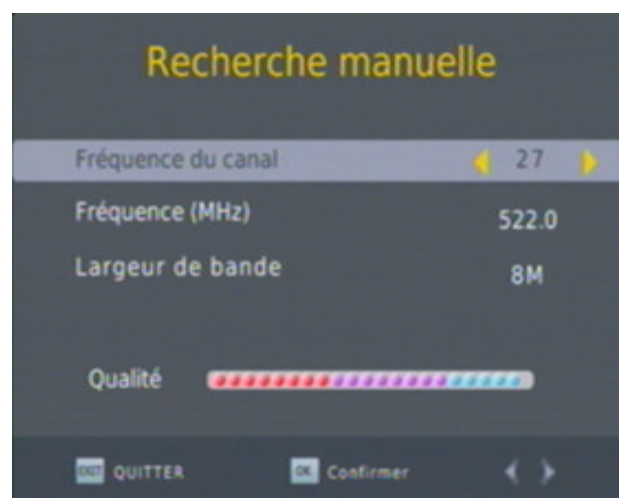 Recherche manuelle
Fréquence du canal 27
Fréquence (MHz) 522.0
Largeur de bande 8M
Qualité
EXIT QUITTER OK Confirmer